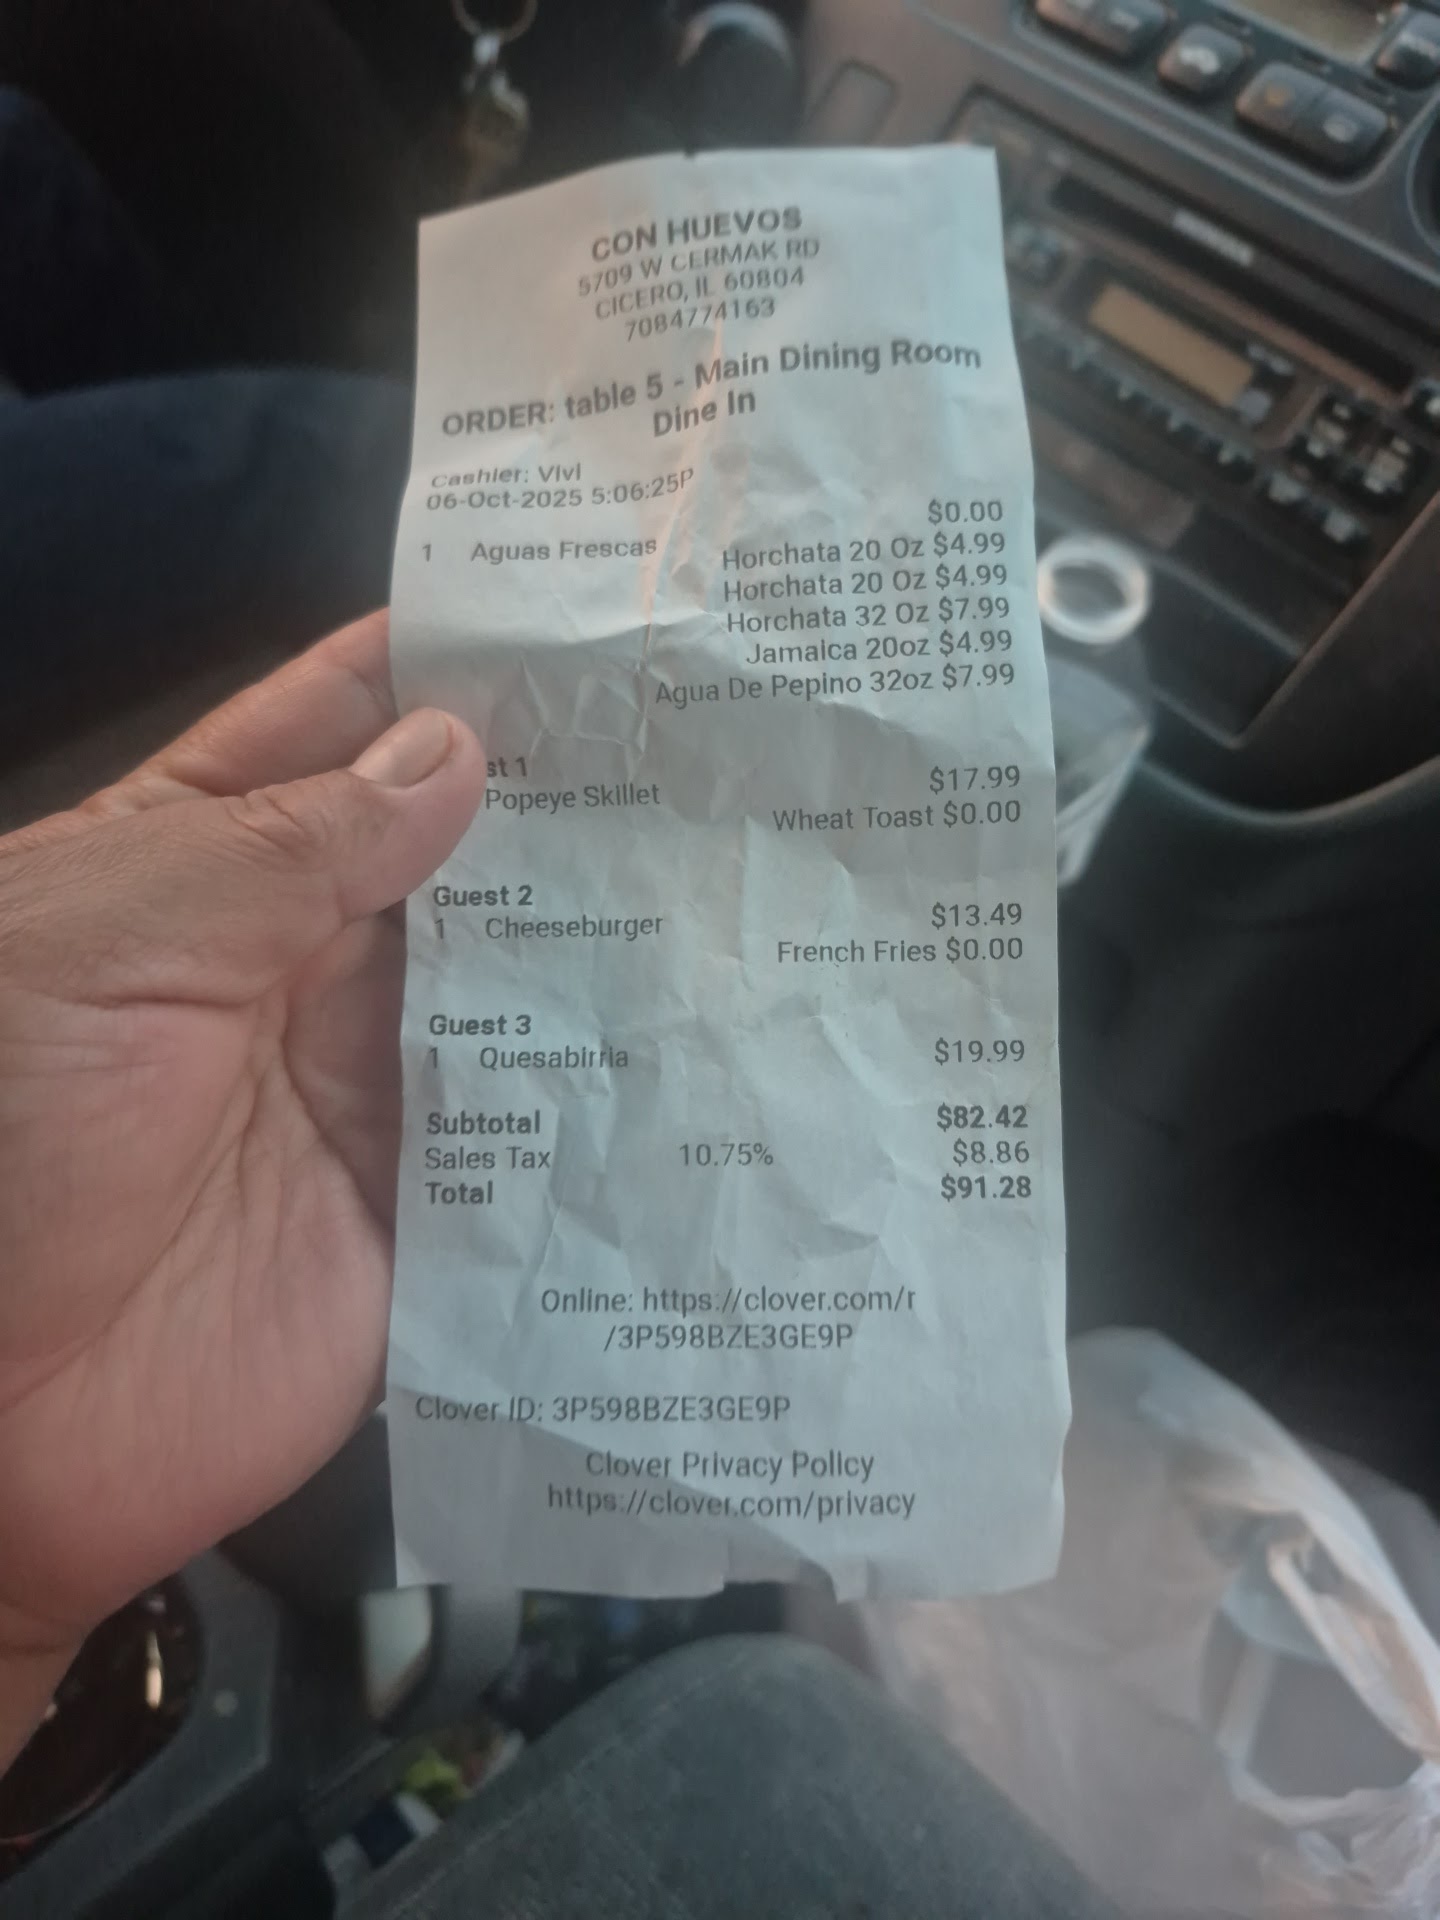 CON HUEVOS
5709 W CERMAK RD
CICERO, IL 60804
7084774163
ORDER: table 5 - Main Dining Room
Dine In
Cashier: Vivi
06-Oct-2025 5:06:25P
1 Aguas Frescas $0.00
Horchata 20 Oz $4.99
Horchata 20 Oz $4.99
Horchata 32 Oz $7.99
Jamaica 20oz $4.99
Agua De Pepino 32oz $7.99
st 1
Popeye Skillet $17.99
Wheat Toast $0.00
Guest 2
1 Cheeseburger $13.49
French Fries $0.00
Guest 3
1 Quesabirria $19.99
Subtotal $82.42
Sales Tax 10.75% $8.86
Total $91.28
Online: https://clover.com/r
/3P598BZE3GE9P
Clover ID: 3P598BZE3GE9P
Clover Privacy Policy
https://clover.com/privacy